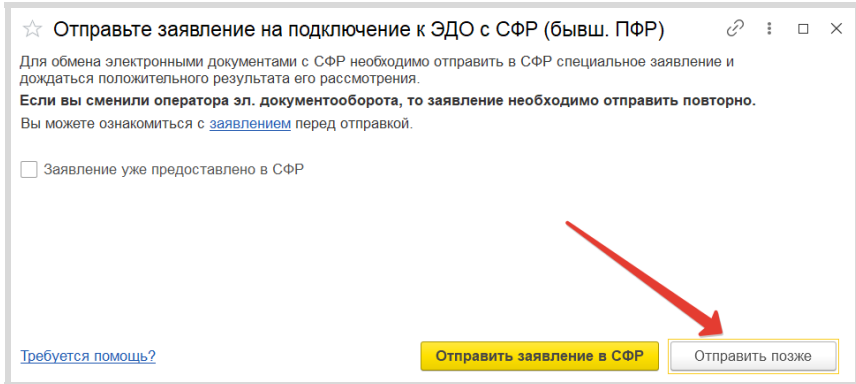 Отправьте заявление на подключение к ЭДО с СФР (бывш. ПФР)
Для обмена электронными документами с СФР необходимо отправить в СФР специальное заявление и
дождаться положительного результата его рассмотрения.
Если вы сменили оператора эл. документооборота, то заявление необходимо отправить повторно.
Вы можете ознакомиться с заявлением перед отправкой.
Заявление уже предоставлено в СФР
Требуется помощь?
Отправить заявление в СФР
Отправить позже